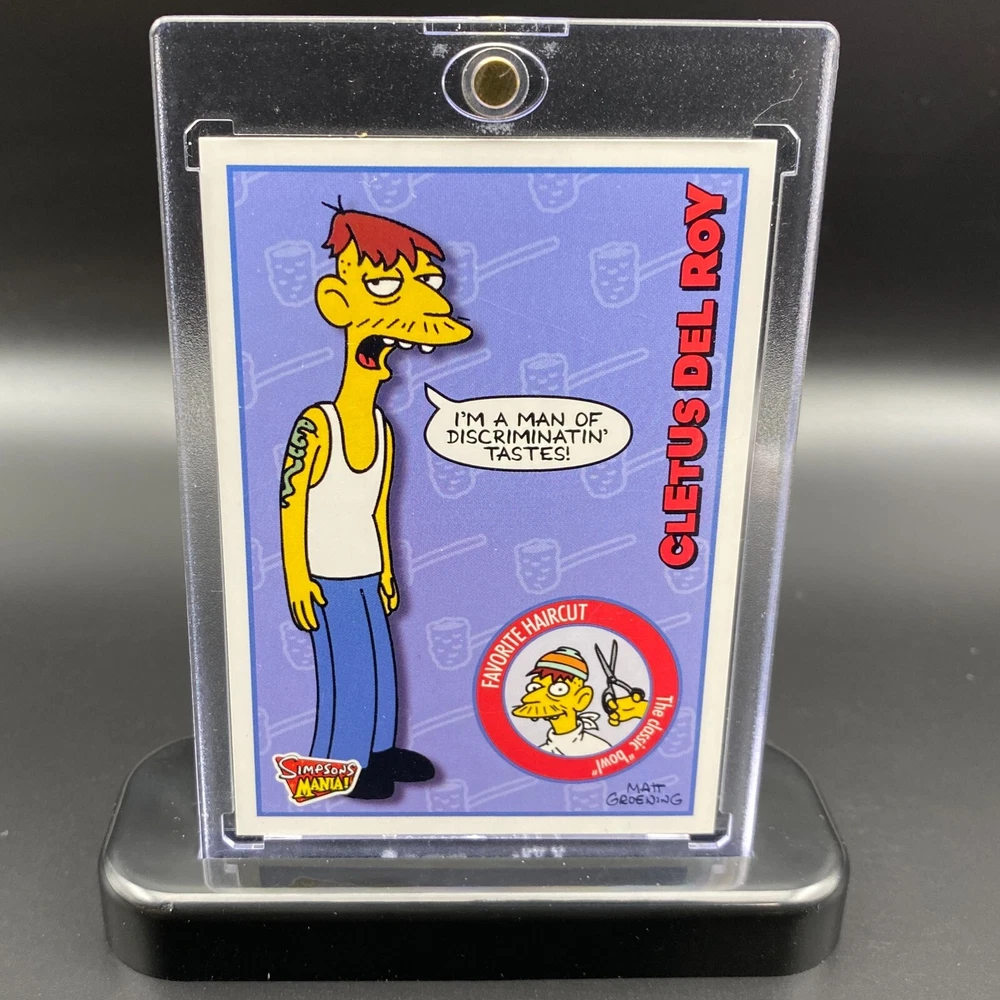 CLETUS DEL ROY
I'M A MAN OF
DISCRIMINATIN'
TASTES!
FAVORITE HAIRCUT
The classic "bowl"
SIMPSONS
MANIA!
MATT
GROENING